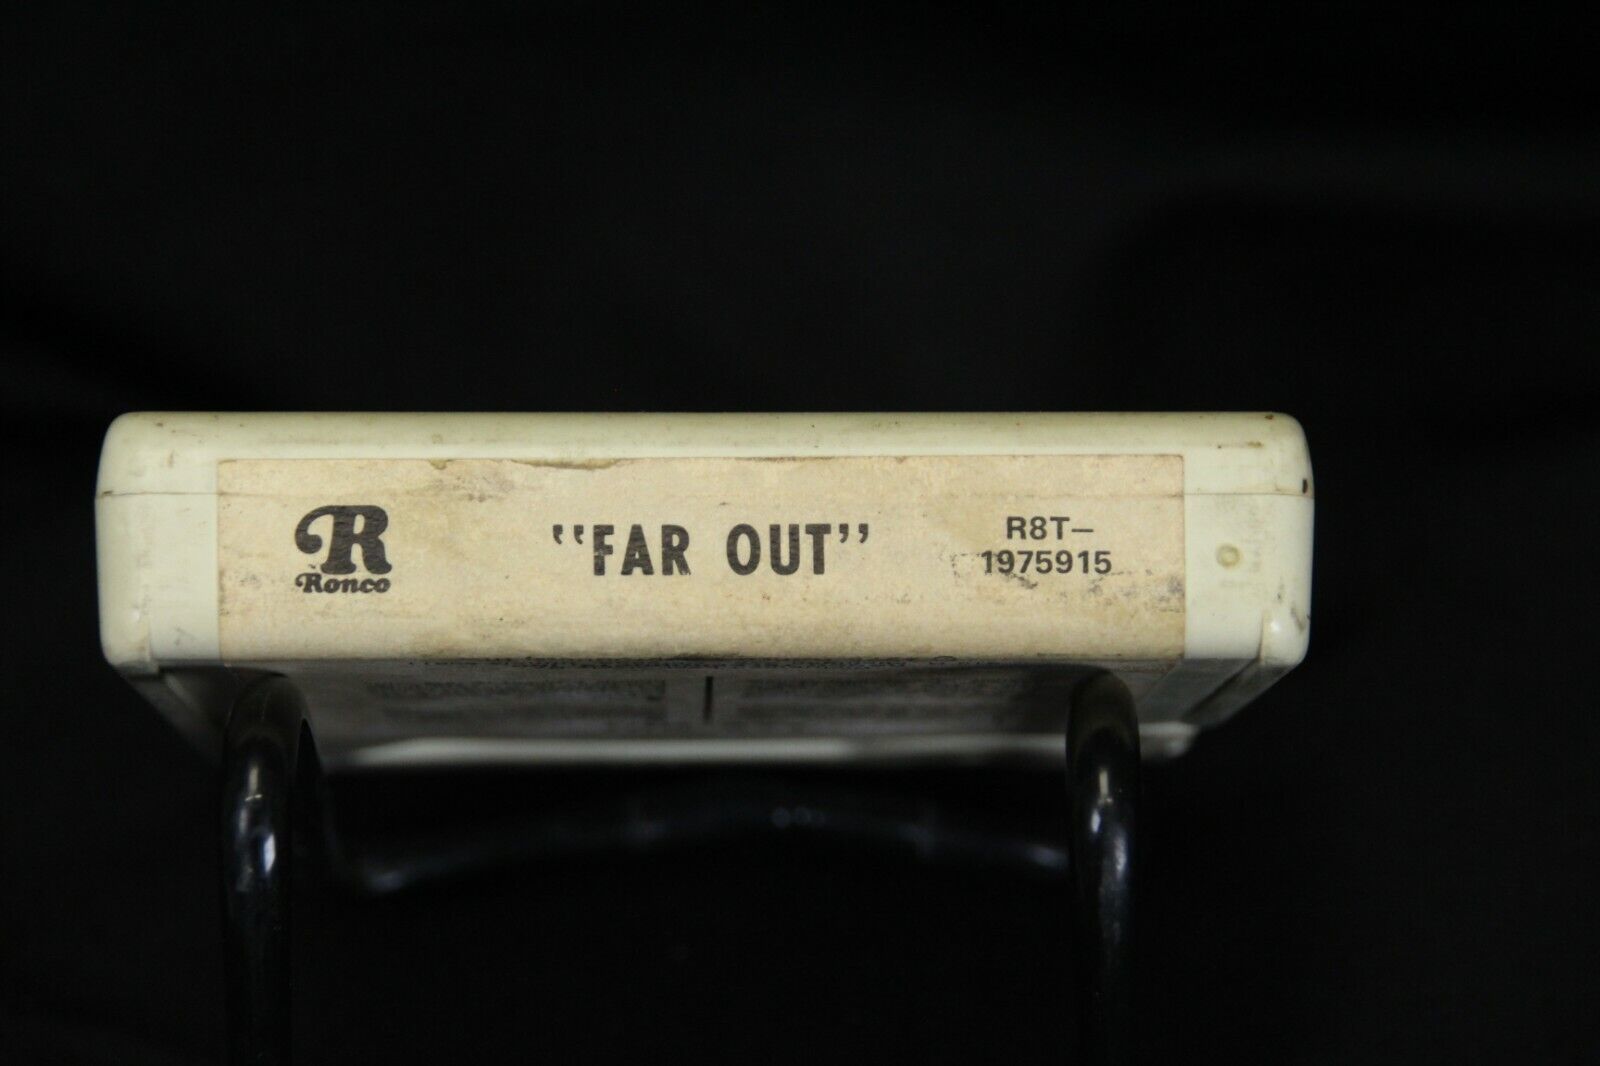 R
Ronco
"FAR OUT"
R8T-
1975915